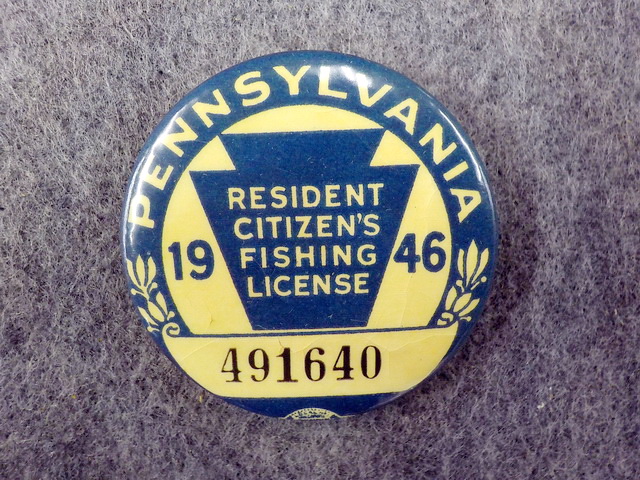 PENNSYLVANIA
RESIDENT
CITIZEN'S
FISHING
LICENSE
19 46
491640